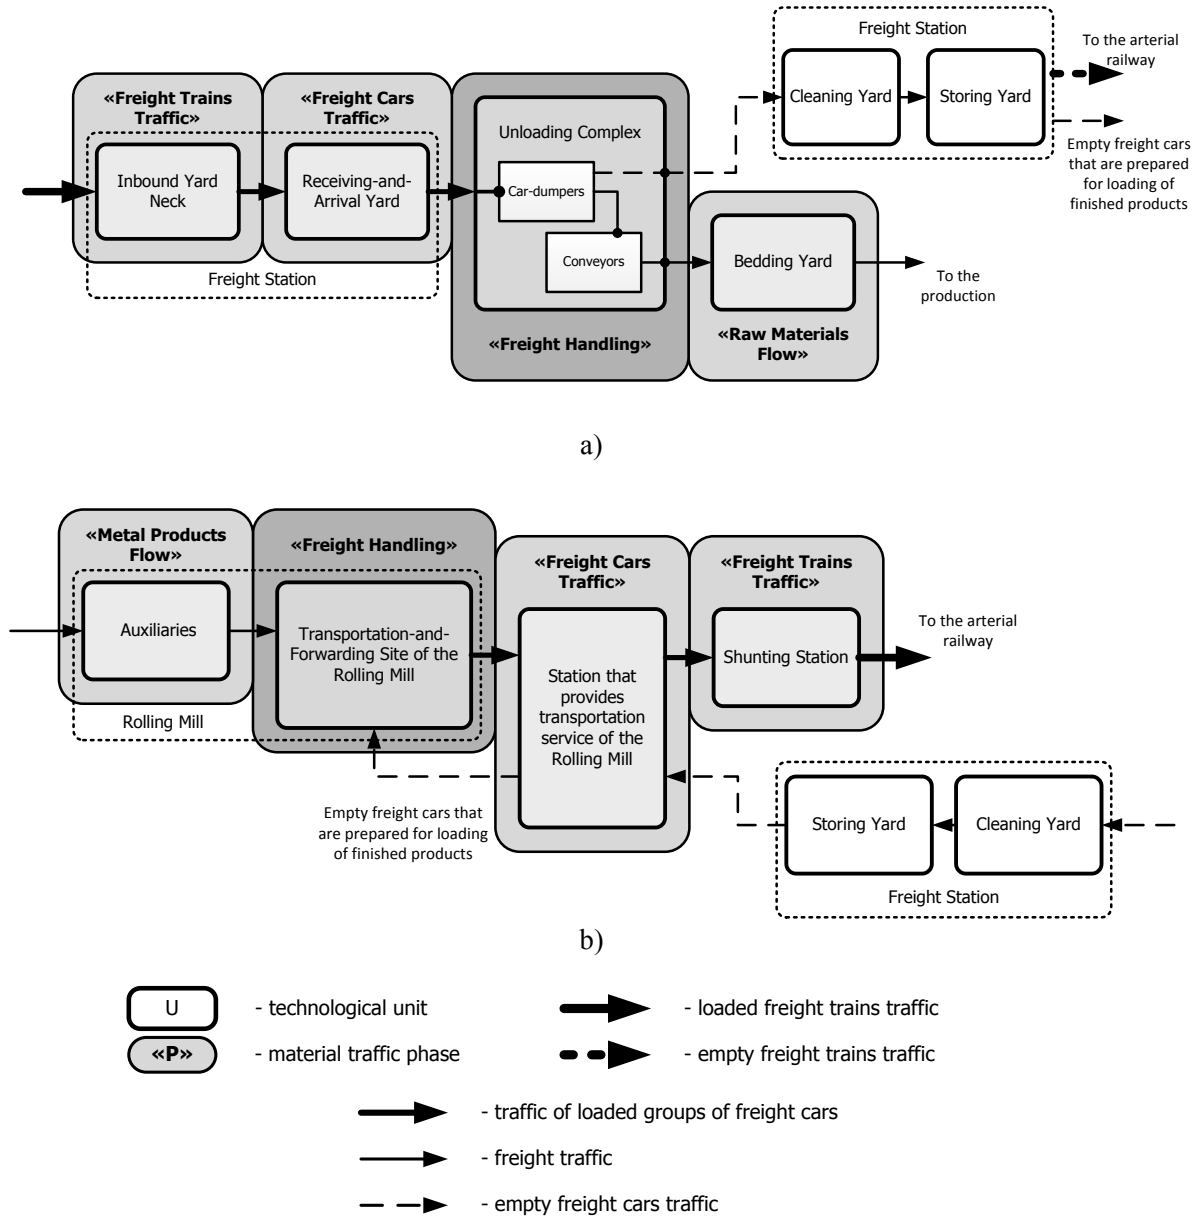 Freight Station
Cleaning Yard
Storing Yard
To the arterial
railway
Empty freight cars
that are prepared
for loading of
finished products
«Freight Trains
Traffic»
«Freight Cars
Traffic»
Inbound Yard
Neck
Receiving-and-
Arrival Yard
Freight Station
Unloading Complex
Car-dumpers
Conveyors
«Freight Handling»
Bedding Yard
«Raw Materials
Flow»
To the
production
a)
«Metal Products
Flow»
«Freight Handling»
«Freight Cars
Traffic»
«Freight Trains
Traffic»
Auxiliaries
Transportation-and-
Forwarding Site of the
Rolling Mill
Rolling Mill
Station that
provides
transportation
service of the
Rolling Mill
Shunting Station
To the arterial
railway
Empty freight cars that
are prepared for loading
of finished products
Storing Yard
Cleaning Yard
Freight Station
b)
U
- technological unit
- loaded freight trains traffic
«P»
- material traffic phase
- empty freight trains traffic
- traffic of loaded groups of freight cars
- freight traffic
- empty freight cars traffic